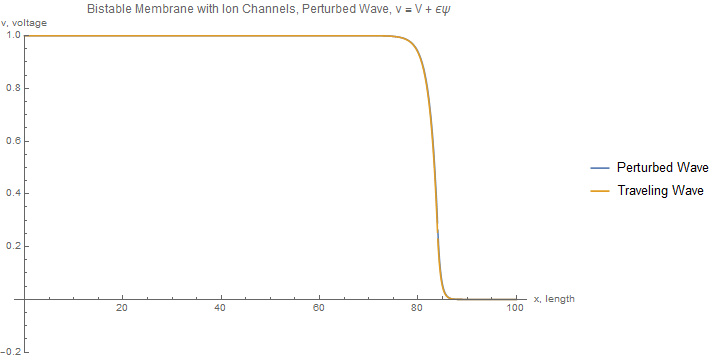 Bistable Membrane with Ion Channels, Perturbed Wave, v = V + ϵψ
v, voltage
1.0
0.8
0.6
0.4
0.2
-0.2
20
40
60
80
100
x, length
Perturbed Wave
Traveling Wave